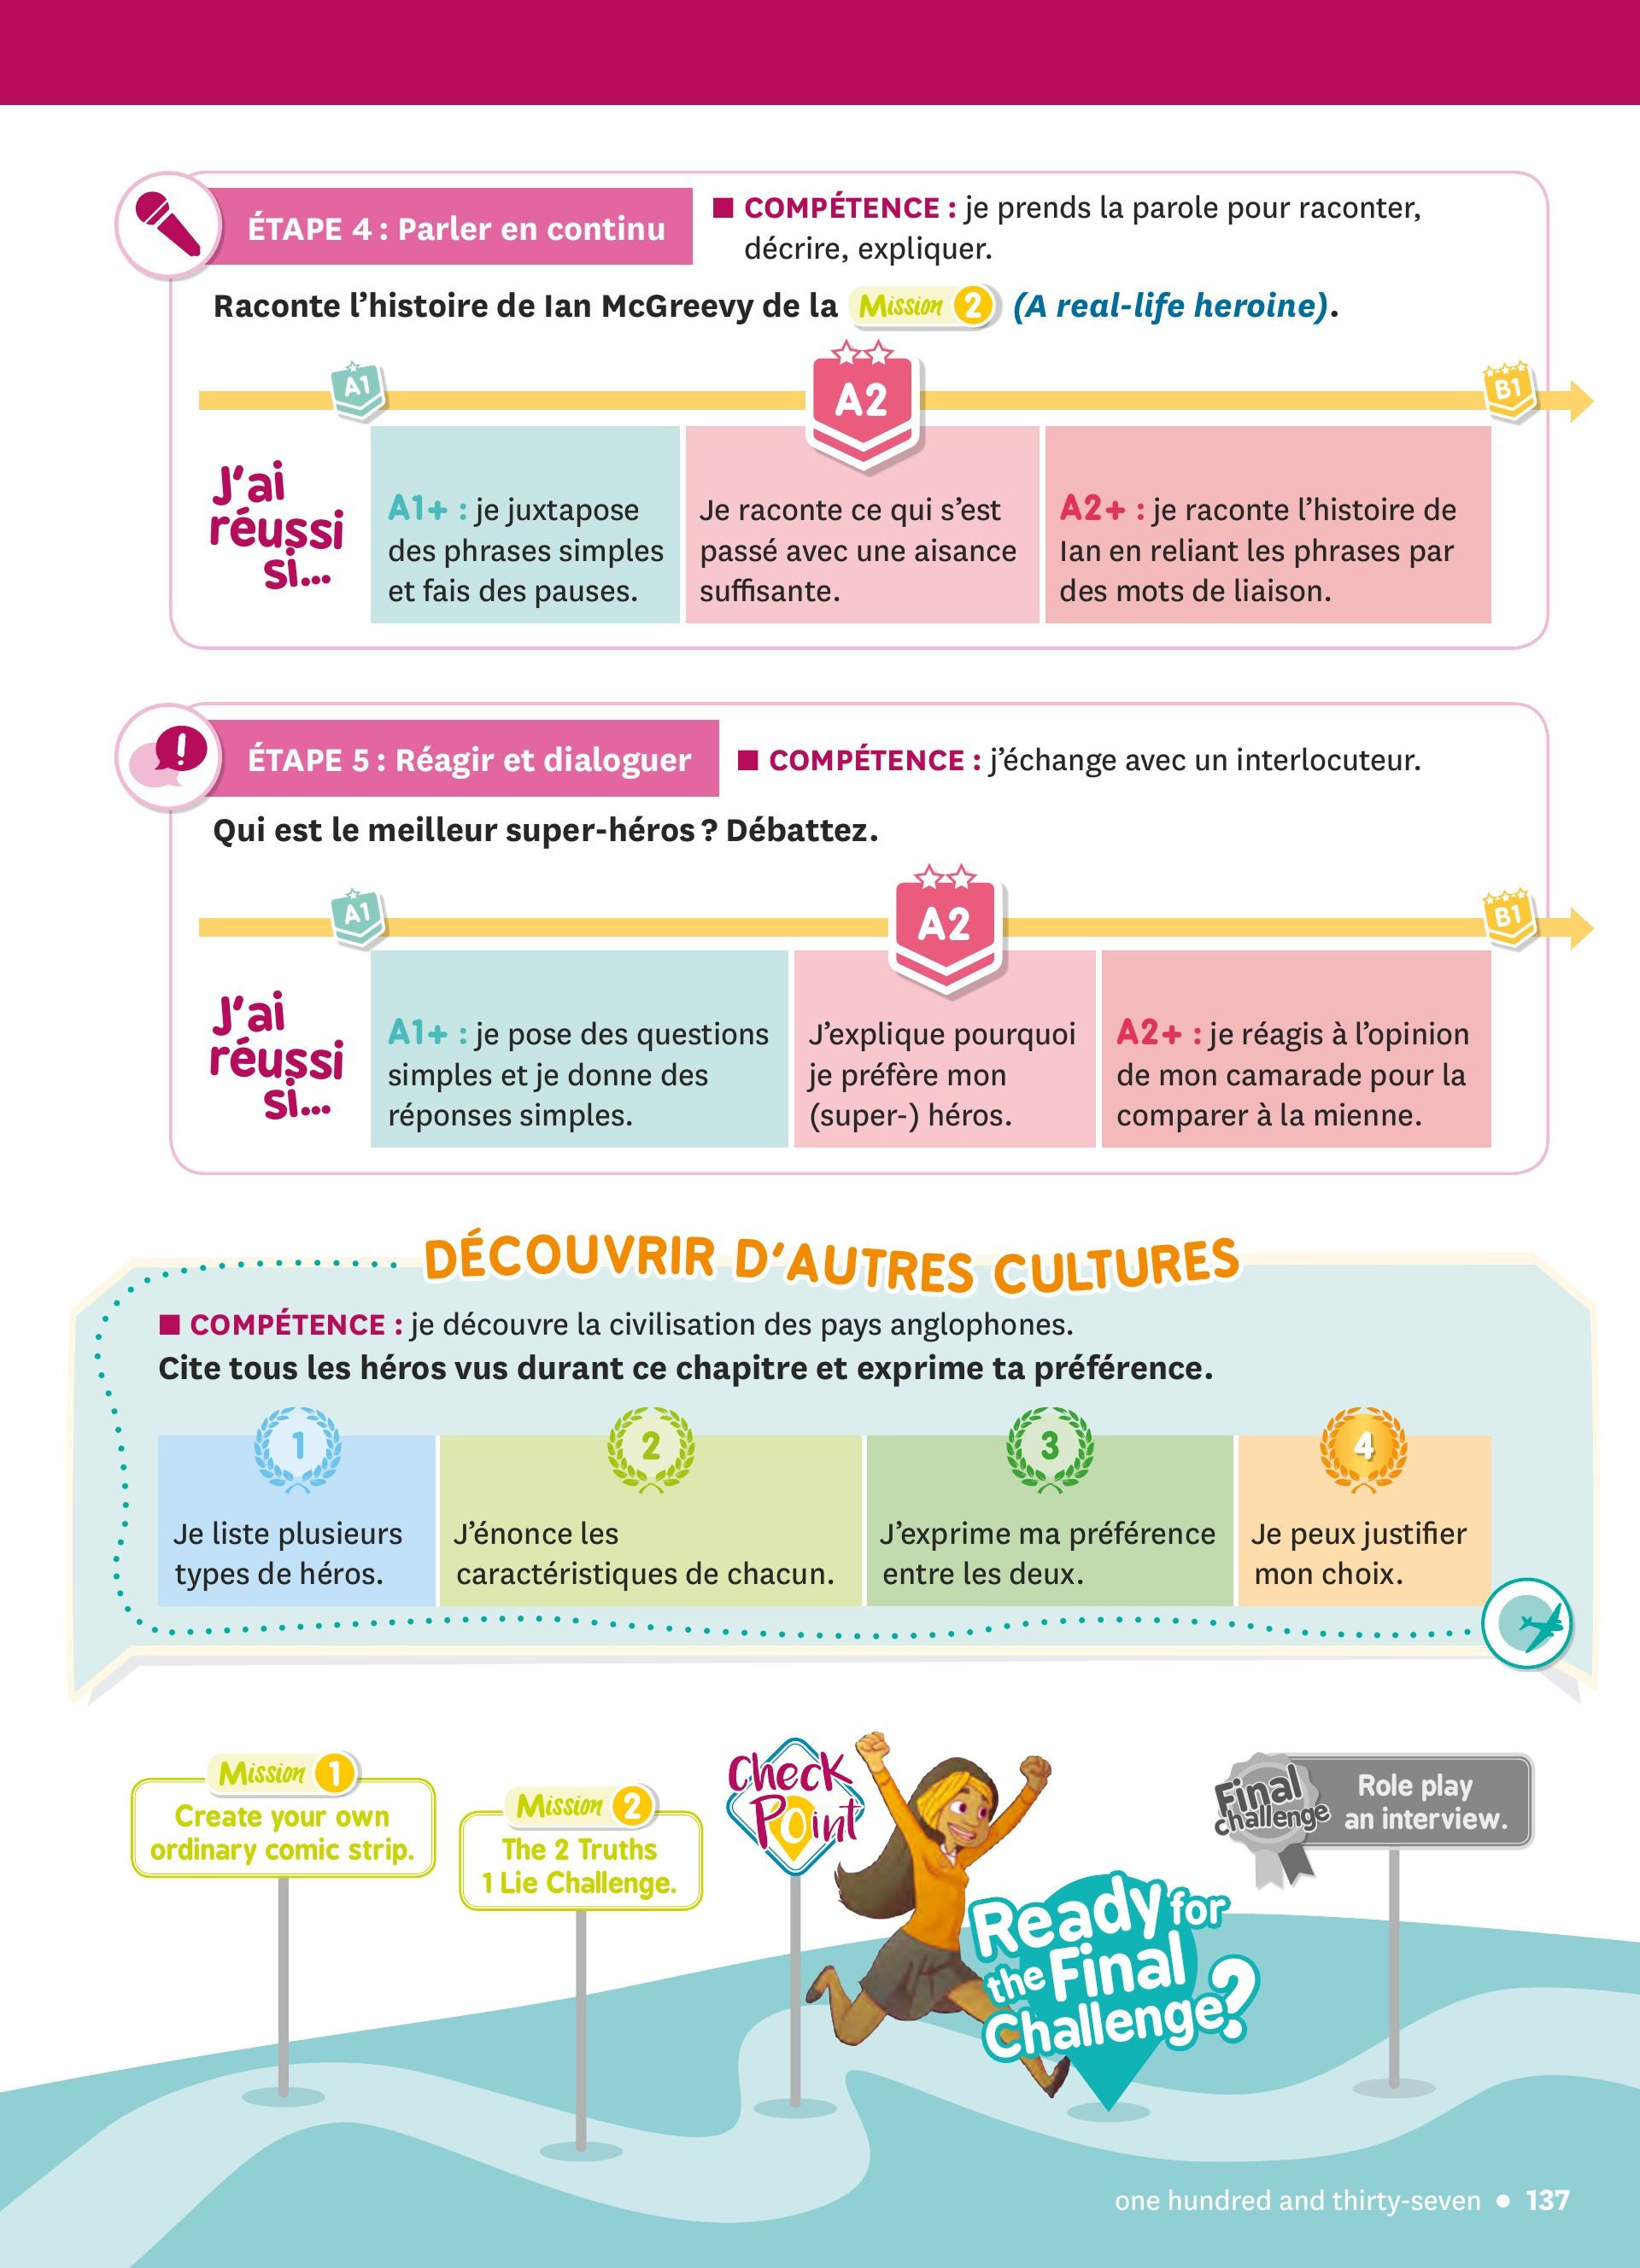 ÉTAPE 4 : Parler en continu
■ COMPÉTENCE : je prends la parole pour raconter,
décrire, expliquer.
Raconte l'histoire de Ian McGreevy de la Mission 2 (A real-life heroine).
A1
A2
B1
J'ai
réussi
si...
A1+ : je juxtapose
des phrases simples
et fais des pauses.
Je raconte ce qui s'est
passé avec une aisance
suffisante.
A2+ : je raconte l'histoire de
Ian en reliant les phrases par
des mots de liaison.
!
ÉTAPE 5 : Réagir et dialoguer
■ COMPÉTENCE : j'échange avec un interlocuteur.
Qui est le meilleur super-héros ? Débattez.
A1
A2
B1
J'ai
réussi
si...
A1+ : je pose des questions
simples et je donne des
réponses simples.
J'explique pourquoi
je préfère mon
(super-) héros.
A2+ : je réagis à l'opinion
de mon camarade pour la
comparer à la mienne.
DÉCOUVRIR D'AUTRES CULTURES
■ COMPÉTENCE : je découvre la civilisation des pays anglophones.
Cite tous les héros vus durant ce chapitre et exprime ta préférence.
1
Je liste plusieurs
types de héros.
2
J'énonce les
caractéristiques de chacun.
3
J'exprime ma préférence
entre les deux.
4
Je peux justifier
mon choix.
Mission 1
Create your own
ordinary comic strip.
Mission 2
The 2 Truths
1 Lie Challenge.
Check
Point
Ready for
the Final
Challenge?
Final
challenge
Role play
an interview.
one hundred and thirty-seven • 137